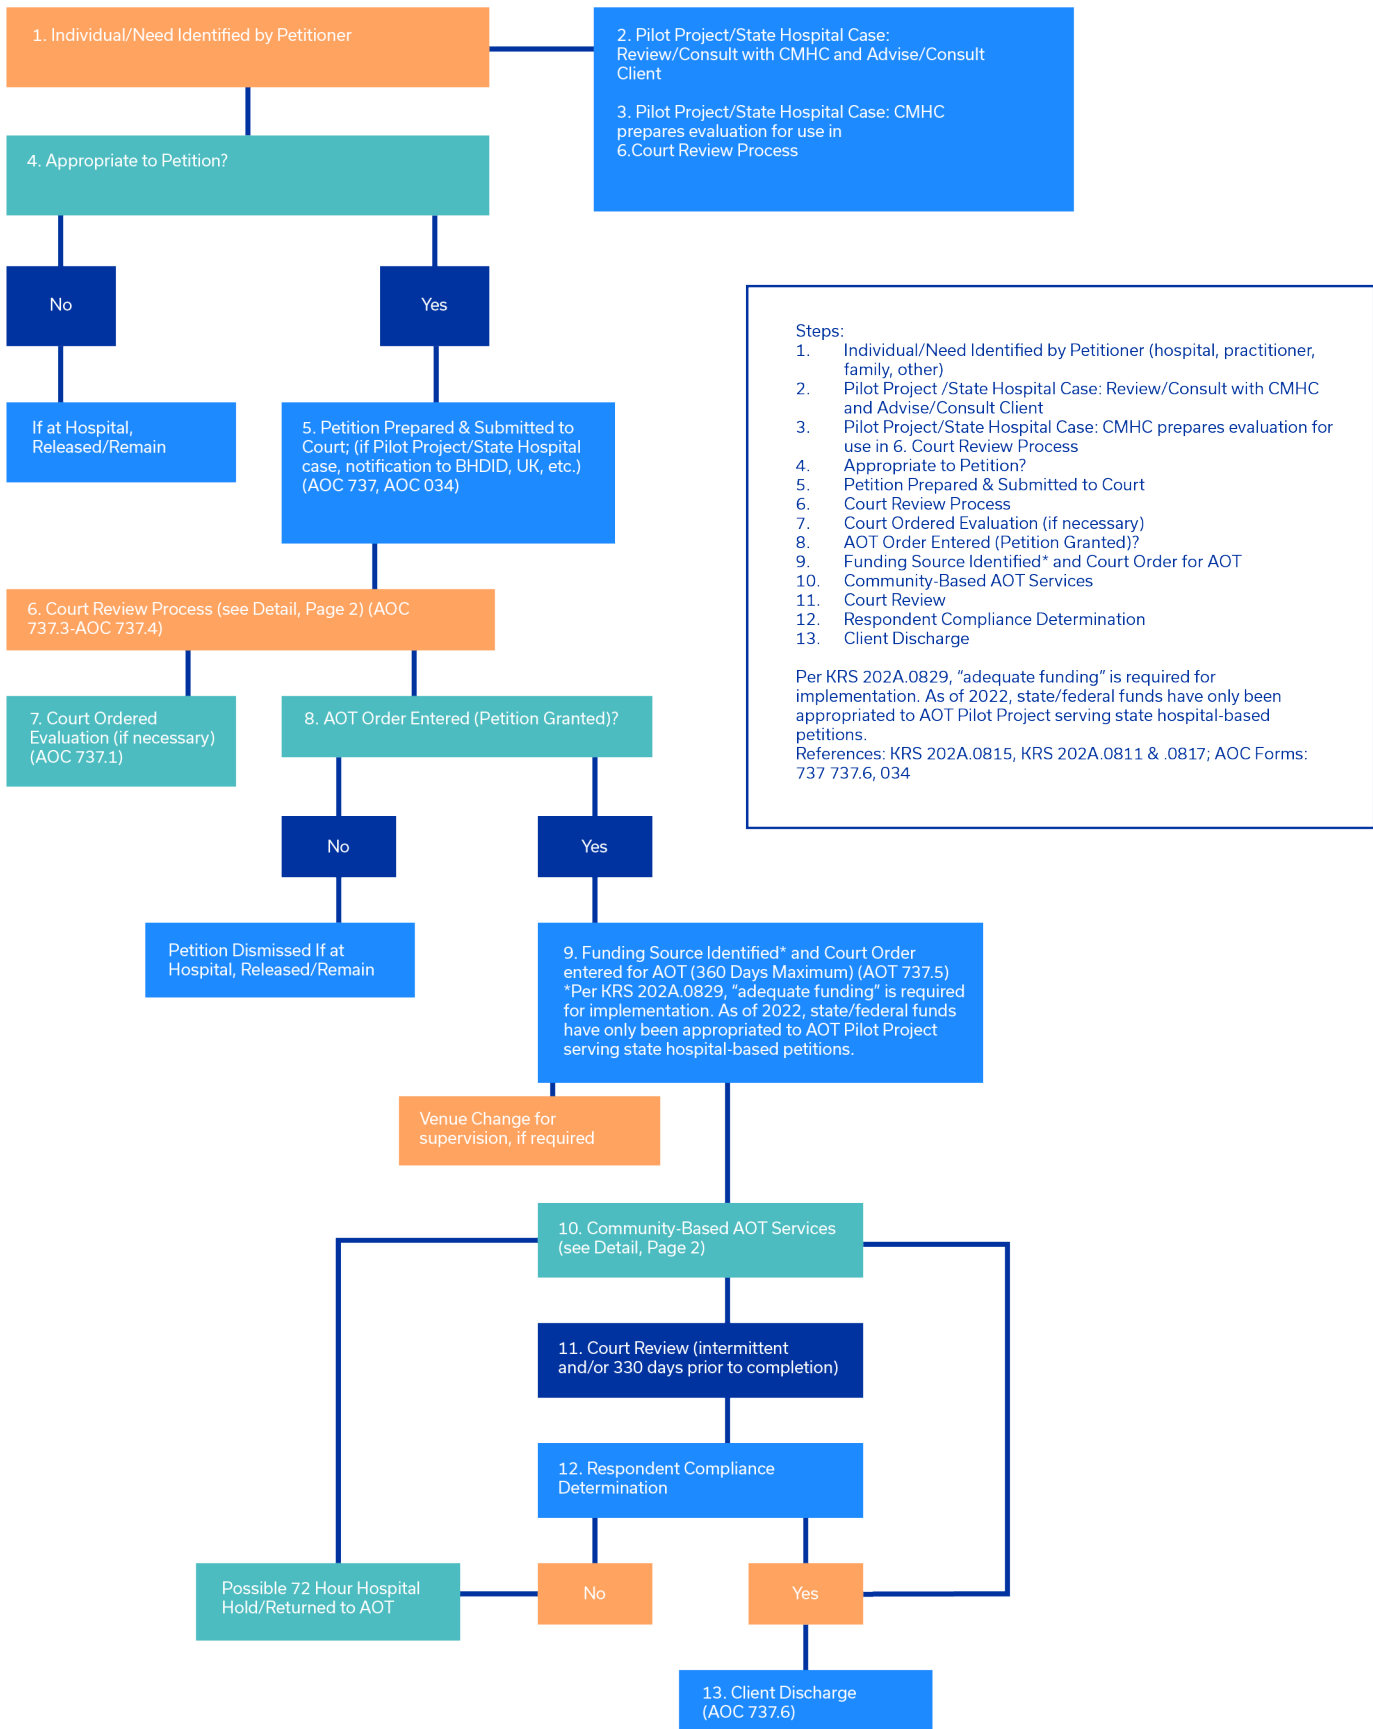 1. Individual/Need Identified by Petitioner
2. Pilot Project/State Hospital Case:
Review/Consult with CMHC and Advise/Consult
Client
3. Pilot Project/State Hospital Case: CMHC
prepares evaluation for use in
6.Court Review Process
4. Appropriate to Petition?
No
Yes
If at Hospital,
Released/Remain
5. Petition Prepared & Submitted to
Court; (if Pilot Project/State Hospital
case, notification to BHDID, UK, etc.)
(AOC 737, AOC 034)
Steps:
1. Individual/Need Identified by Petitioner (hospital, practitioner,
family, other)
2. Pilot Project /State Hospital Case: Review/Consult with CMHC
and Advise/Consult Client
3. Pilot Project/State Hospital Case: CMHC prepares evaluation for
use in 6. Court Review Process
4. Appropriate to Petition?
5. Petition Prepared & Submitted to Court
6. Court Review Process
7. Court Ordered Evaluation (if necessary)
8. AOT Order Entered (Petition Granted)?
9. Funding Source Identified* and Court Order for AOT
10. Community-Based AOT Services
11. Court Review
12. Respondent Compliance Determination
13. Client Discharge
Per KRS 202A.0829, “adequate funding” is required for
implementation. As of 2022, state/federal funds have only been
appropriated to AOT Pilot Project serving state hospital-based
petitions.
References: KRS 202A.0815, KRS 202A.0811 & .0817; AOC Forms:
737 737.6, 034
6. Court Review Process (see Detail, Page 2) (AOC
737.3-AOC 737.4)
7. Court Ordered
Evaluation (if necessary)
(AOC 737.1)
8. AOT Order Entered (Petition Granted)?
No
Yes
Petition Dismissed If at
Hospital, Released/Remain
9. Funding Source Identified* and Court Order
entered for AOT (360 Days Maximum) (AOT 737.5)
*Per KRS 202A.0829, “adequate funding” is required
for implementation. As of 2022, state/federal funds
have only been appropriated to AOT Pilot Project
serving state hospital-based petitions.
Venue Change for
supervision, if required
10. Community-Based AOT Services
(see Detail, Page 2)
11. Court Review (intermittent
and/or 330 days prior to completion)
12. Respondent Compliance
Determination
Possible 72 Hour Hospital
Hold/Returned to AOT
No
Yes
13. Client Discharge
(AOC 737.6)